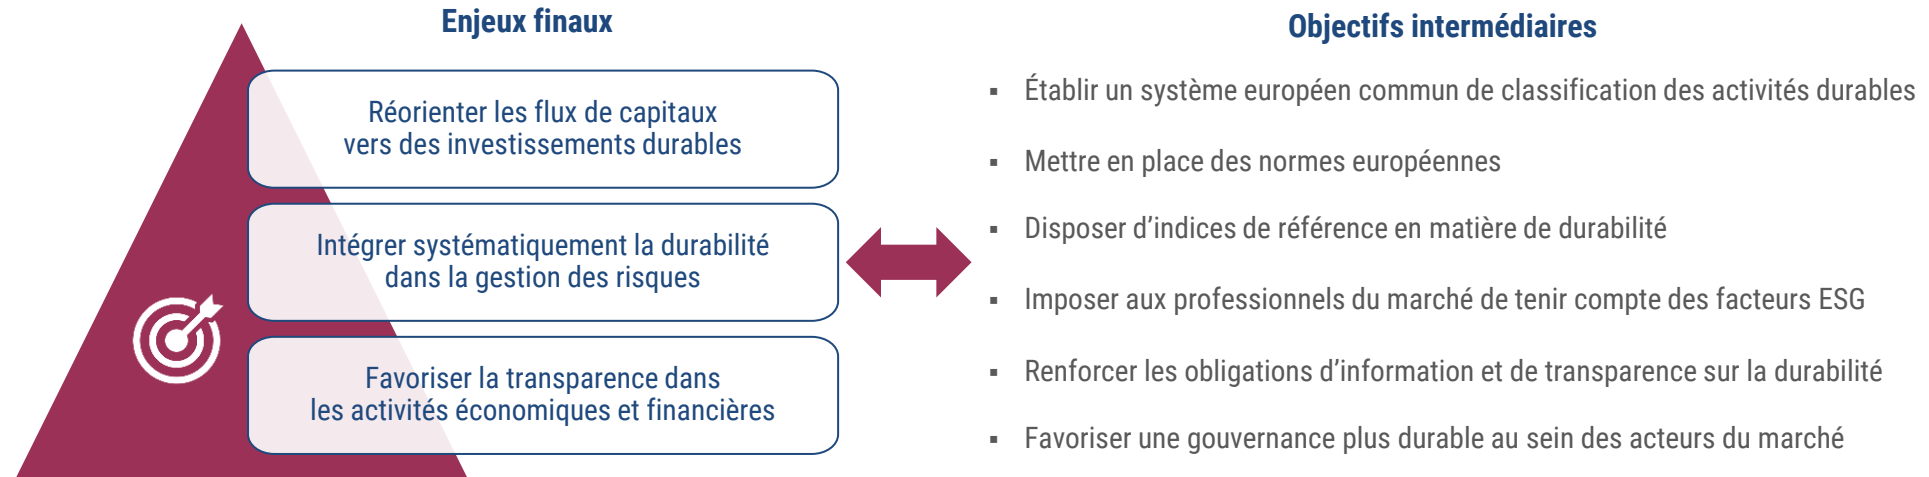 Enjeux finaux
Réorienter les flux de capitaux
vers des investissements durables
Intégrer systématiquement la durabilité
dans la gestion des risques
Favoriser la transparence dans
les activités économiques et financières
Objectifs intermédiaires
▪ Établir un système européen commun de classification des activités durables
▪ Mettre en place des normes européennes
▪ Disposer d’indices de référence en matière de durabilité
▪ Imposer aux professionnels du marché de tenir compte des facteurs ESG
▪ Renforcer les obligations d’information et de transparence sur la durabilité
▪ Favoriser une gouvernance plus durable au sein des acteurs du marché